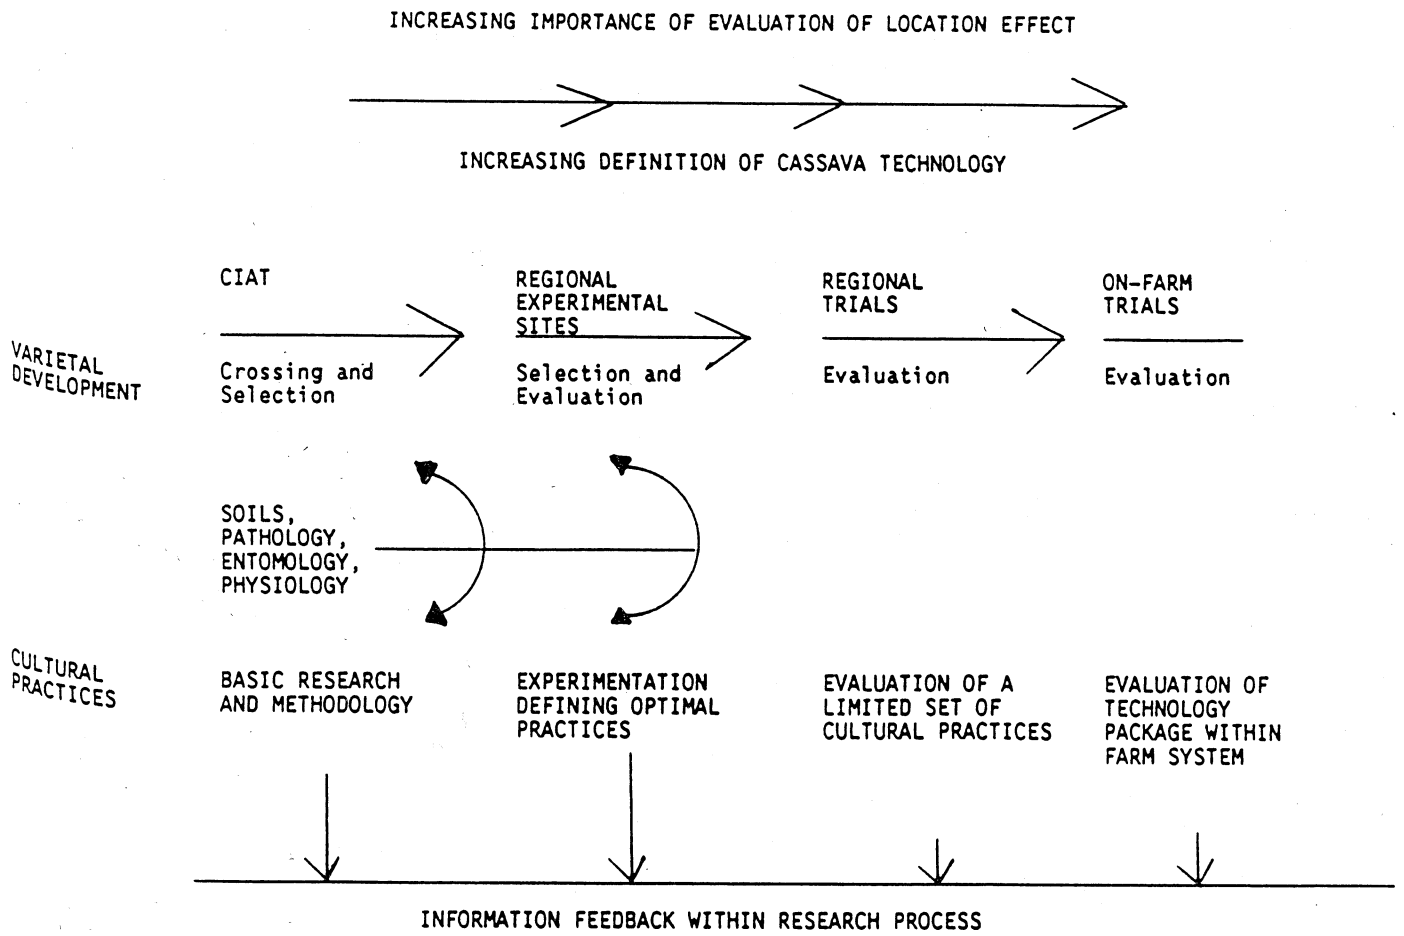 INCREASING IMPORTANCE OF EVALUATION OF LOCATION EFFECT
INCREASING DEFINITION OF CASSAVA TECHNOLOGY
VARIETAL
DEVELOPMENT
CIAT
Crossing and
Selection
REGIONAL
EXPERIMENTAL
SITES
Selection and
Evaluation
REGIONAL
TRIALS
Evaluation
ON-FARM
TRIALS
Evaluation
SOILS,
PATHOLOGY,
ENTOMOLOGY,
PHYSIOLOGY
CULTURAL
PRACTICES
BASIC RESEARCH
AND METHODOLOGY
EXPERIMENTATION
DEFINING OPTIMAL
PRACTICES
EVALUATION OF A
LIMITED SET OF
CULTURAL PRACTICES
EVALUATION OF
TECHNOLOGY
PACKAGE WITHIN
FARM SYSTEM
INFORMATION FEEDBACK WITHIN RESEARCH PROCESS